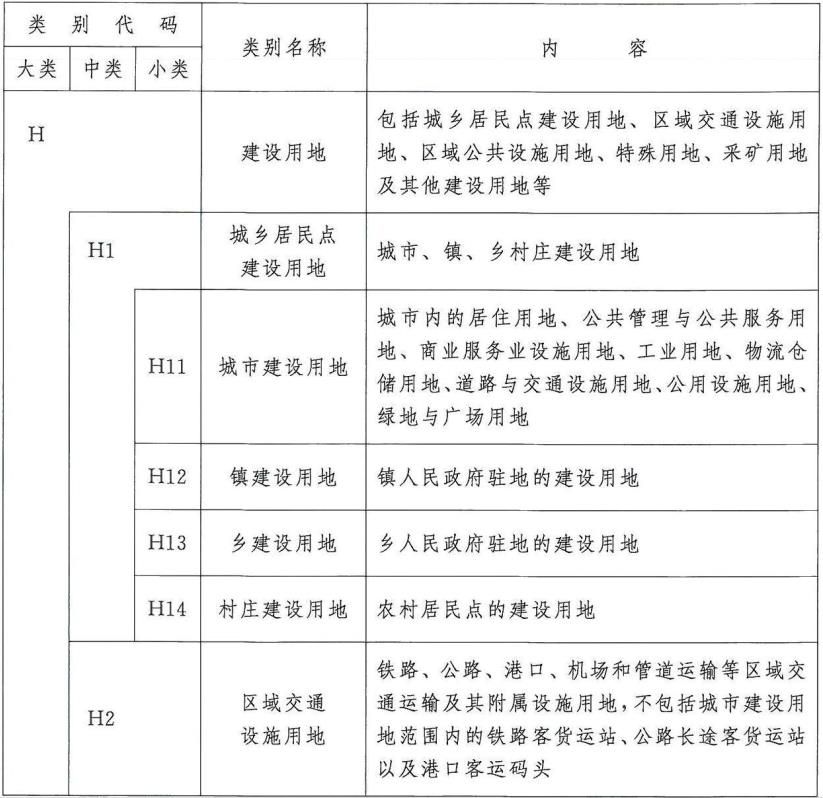 类别代码
类别名称
内容
大类 中类 小类
H
建设用地
包括城乡居民点建设用地、区域交通设施用
地、区域公共设施用地、特殊用地、采矿用地
及其他建设用地等
H1
城乡居民点
建设用地
城市、镇、乡村庄建设用地
H11
城市建设用地
城市内的居住用地、公共管理与公共服务用
地、商业服务业设施用地、工业用地、物流仓
储用地、道路与交通设施用地、公用设施用地、
绿地与广场用地
H12
镇建设用地
镇人民政府驻地的建设用地
H13
乡建设用地
乡人民政府驻地的建设用地
H14
村庄建设用地
农村居民点的建设用地
H2
区域交通
设施用地
铁路、公路、港口、机场和管道运输等区域交
通运输及其附属设施用地,不包括城市建设用
地范围内的铁路客货运站、公路长途客货运站
以及港口客运码头